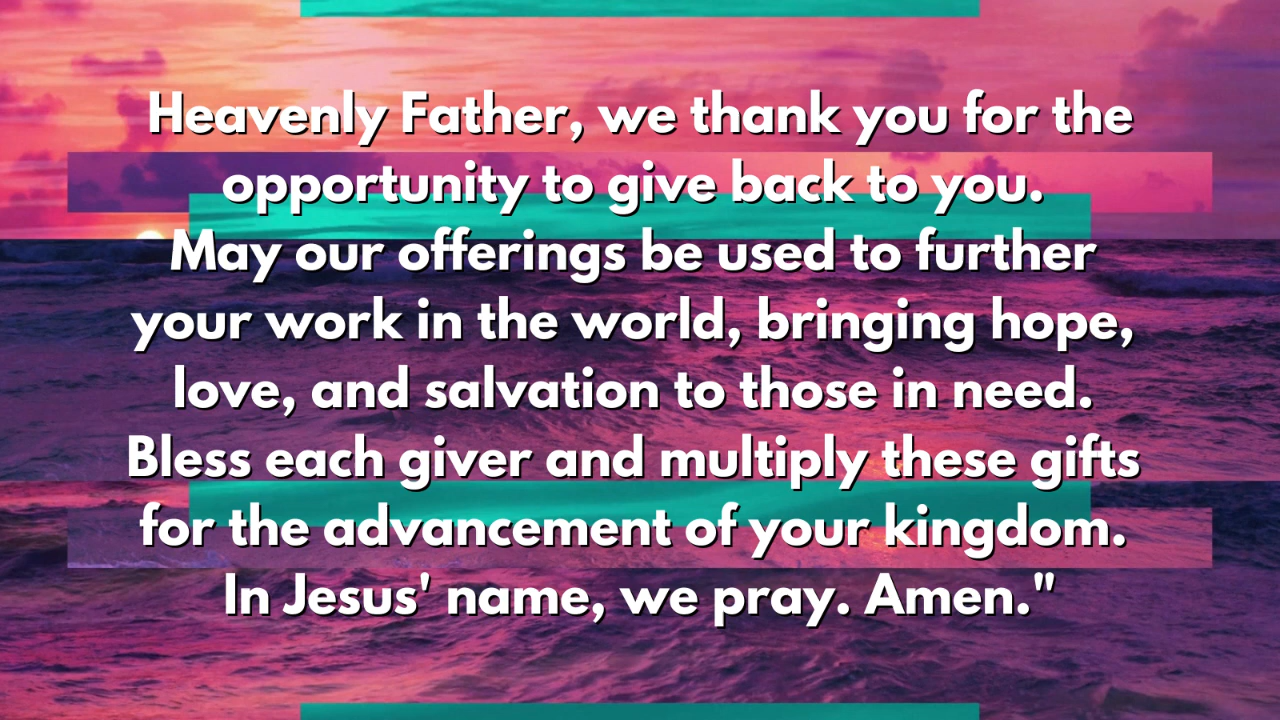 Heavenly Father, we thank you for the
opportunity to give back to you.
May our offerings be used to further
your work in the world, bringing hope,
love, and salvation to those in need.
Bless each giver and multiply these gifts
for the advancement of your kingdom.
In Jesus' name, we pray. Amen."